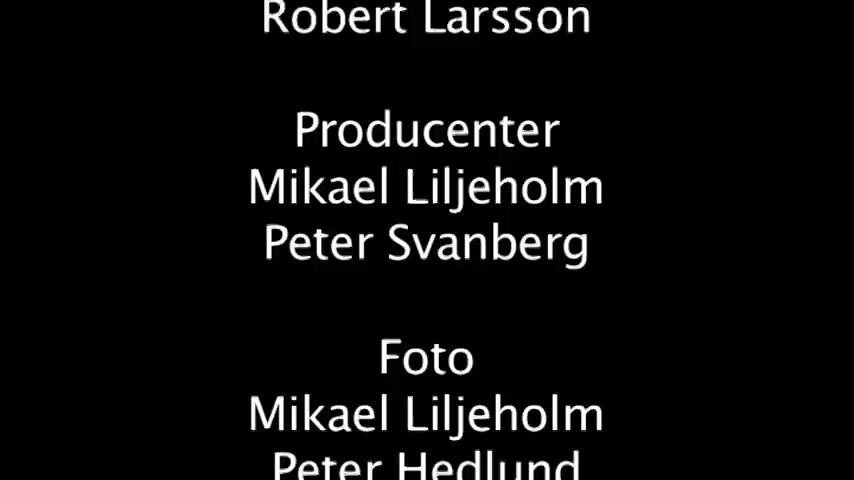 Robert Larsson
Producenter
Mikael Liljeholm
Peter Svanberg
Foto
Mikael Liljeholm
Peter Hedlund